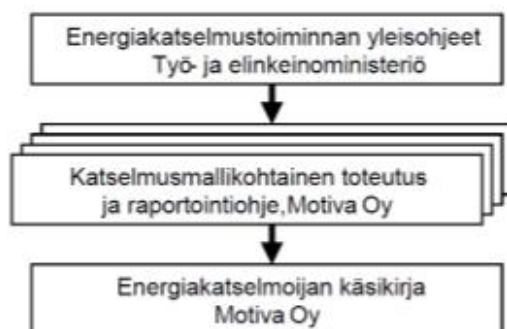 Energiakatselmustoiminnan yleisohjeet
Työ- ja elinkeinoministeriö
Katselmusmallikohtainen toteutus
ja raportointiohje,Motiva Oy
Energiakatselmoijan käsikirja
Motiva Oy